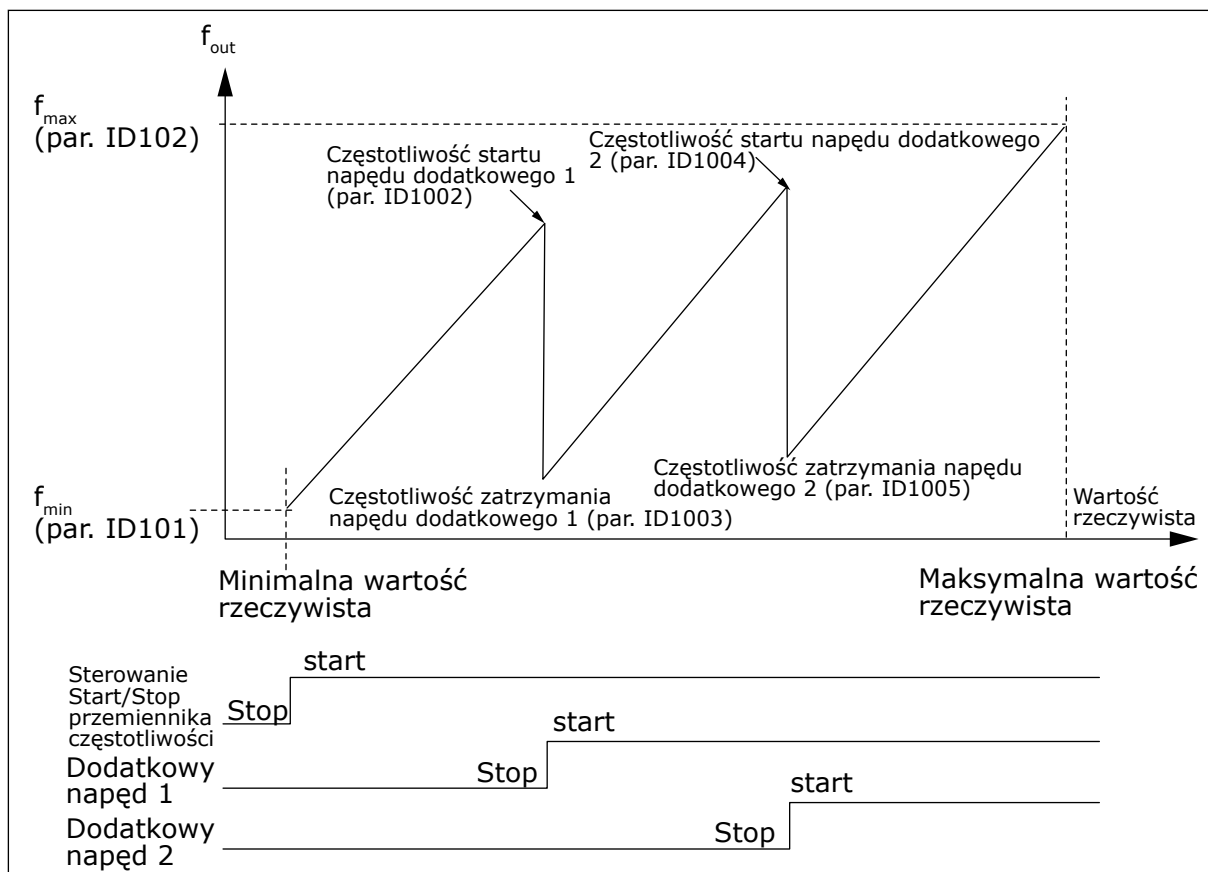 fout
fmax
(par. ID102)
Częstotliwość startu
napędu dodatkowego 1
(par. ID1002)
Częstotliwość startu napędu dodatkowego
2 (par. ID1004)
fmin
(par. ID101)
Częstotliwość zatrzymania
napędu dodatkowego 1 (par. ID1003)
Częstotliwość zatrzymania napędu
dodatkowego 2 (par. ID1005)
Wartość
rzeczywista
Minimalna wartość
rzeczywista
Maksymalna wartość
rzeczywista
Sterowanie
Start/Stop
przemiennika
częstotliwości
Stop
start
Dodatkowy
napęd 1
Stop
start
Dodatkowy
napęd 2
Stop
start